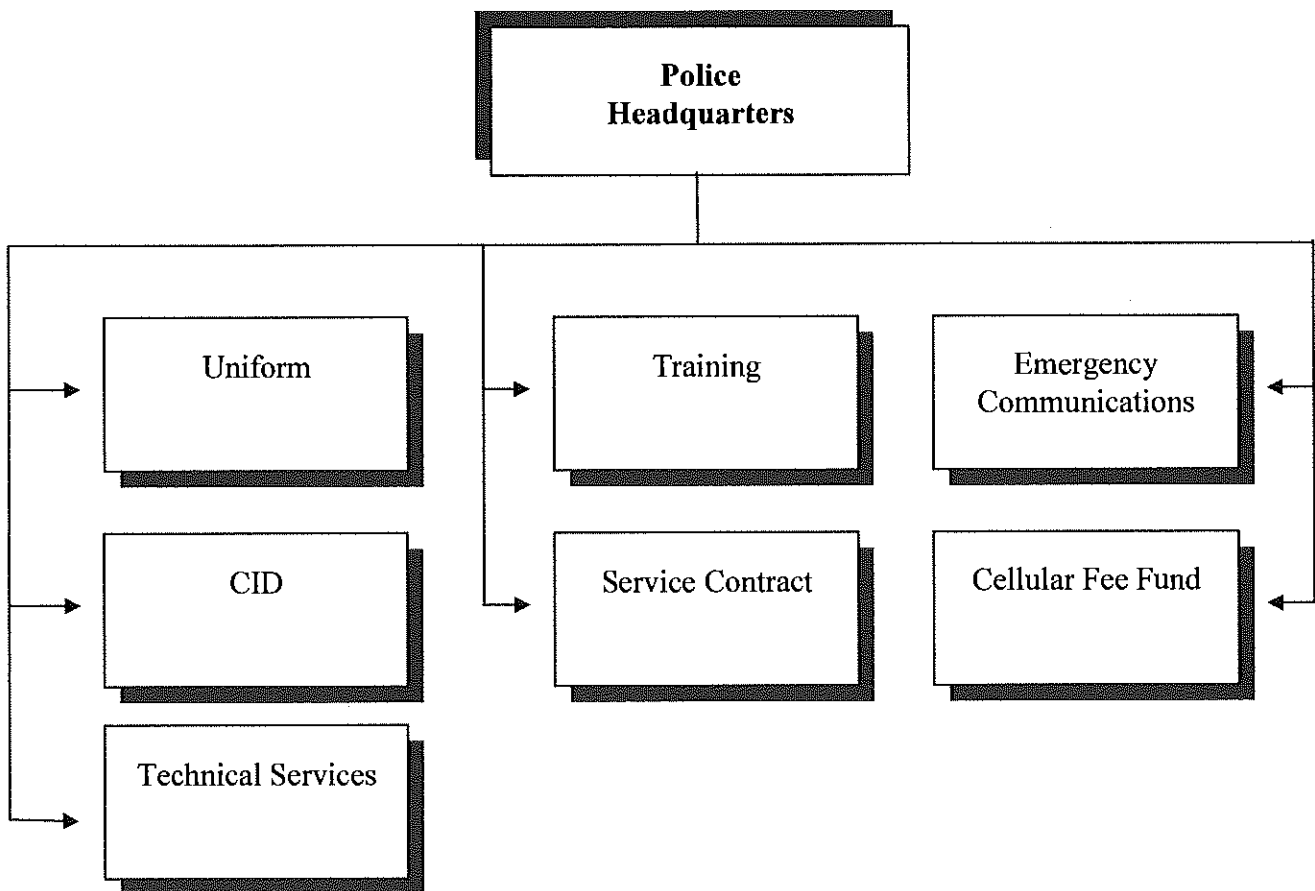 Police
Headquarters
Uniform
Training
Emergency
Communications
CID
Service Contract
Cellular Fee Fund
Technical Services